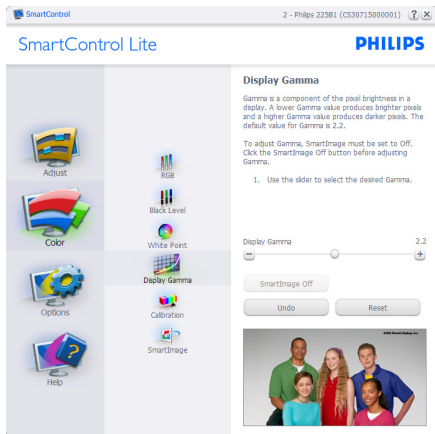 SmartControl
2 - Philips 225B1 (CS30715000001)
SmartControl Lite
PHILIPS
Adjust
Color
Options
Help
RGB
Black Level
White Point
Display Gamma
Calibration
SmartImage
Display Gamma
Gamma is a component of the pixel brightness in a
display. A lower Gamma value produces brighter pixels
and a higher Gamma value produces darker pixels. The
default value for Gamma is 2.2.
To adjust Gamma, SmartImage must be set to Off.
Click the SmartImage Off button before adjusting
Gamma.
1. Use the slider to select the desired Gamma.
Display Gamma 2.2
SmartImage Off
Undo
Reset